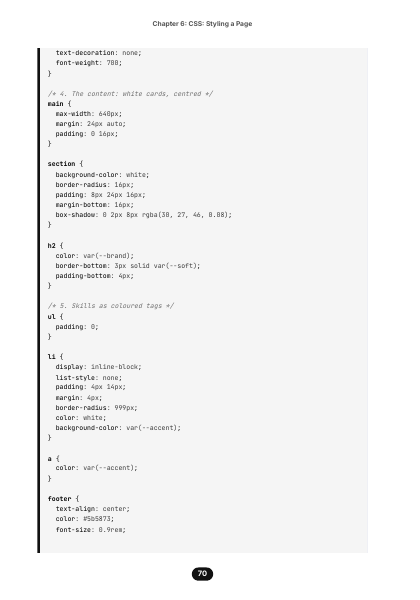 Chapter 6: CSS: Styling a Page
text-decoration: none;
font-weight: 700;
}
/* 4. The content: white cards, centred */
main {
max-width: 640px;
margin: 24px auto;
padding: 0 16px;
}
section {
background-color: white;
border-radius: 16px;
padding: 8px 24px 16px;
margin-bottom: 16px;
box-shadow: 0 2px 8px rgba(30, 27, 46, 0.08);
}
h2 {
color: var(--brand);
border-bottom: 3px solid var(--soft);
padding-bottom: 4px;
}
/* 5. Skills as coloured tags */
ul {
padding: 0;
}
li {
display: inline-block;
list-style: none;
padding: 4px 14px;
margin: 4px;
border-radius: 999px;
color: white;
background-color: var(--accent);
}
a {
color: var(--accent);
}
footer {
text-align: center;
color: #5b5873;
font-size: 0.9rem;
70